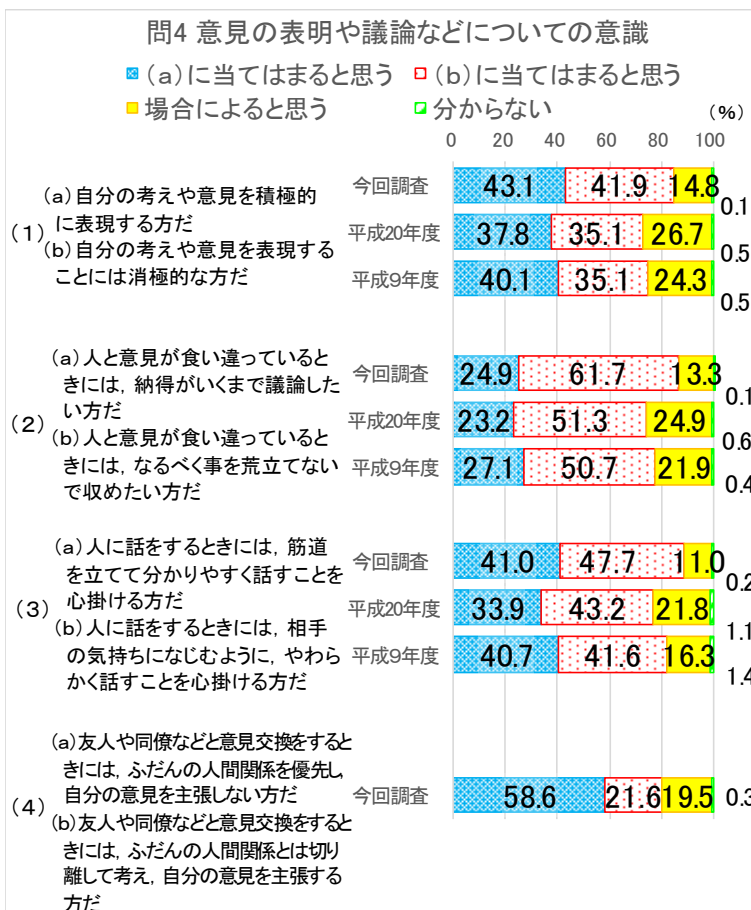 問4 意見の表明や議論などについての意識
(a)に当てはまると思う (b)に当てはまると思う
場合によると思う 分からない (%)
0 20 40 60 80 100
(1)
(a)自分の考えや意見を積極的
に表現する方だ
(b)自分の考えや意見を表現する
ことには消極的な方だ
今回調査 43.1 41.9 14.8 0.1
平成20年度 37.8 35.1 26.7 0.5
平成9年度 40.1 35.1 24.3 0.5
(2)
(a)人と意見が食い違っているとき
には,納得がいくまで議論した
い方だ
(b)人と意見が食い違っているとき
きには,なるべく事を荒立てない
で収めたい方だ
今回調査 24.9 61.7 13.3 0.1
平成20年度 23.2 51.3 24.9 0.6
平成9年度 27.1 50.7 21.9 0.4
(3)
(a)人に話をするときには,筋道
を立てて分かりやすく話すことを
心掛ける方だ
(b)人に話をするときには,相手
の気持ちになじむように,やわら
かく話すことを心掛ける方だ
今回調査 41.0 47.7 11.0 0.2
平成20年度 33.9 43.2 21.8 1.1
平成9年度 40.7 41.6 16.3 1.4
(4)
(a)友人や同僚などと意見交換をすると
きには,ふだんの人間関係を優先し,
自分の意見を主張しない方だ
(b)友人や同僚などと意見交換をすると
きには,ふだんの人間関係とは切り
離して考え,自分の意見を主張する
方だ
今回調査 58.6 21.6 19.5 0.3